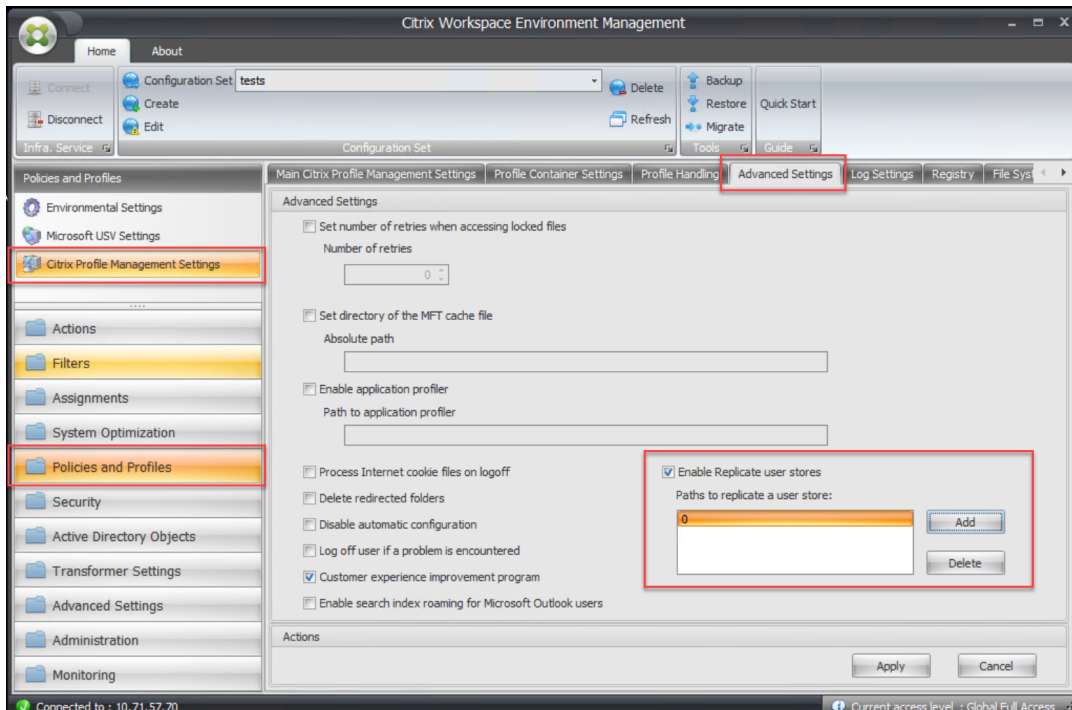 Citrix Workspace Environment Management
Home
About
Connect
Disconnect
Infra. Service
Configuration Set tests
Create
Edit
Delete
Refresh
Configuration Set
Backup
Restore
Migrate
Tools
Quick Start
Guide
Policies and Profiles
Environmental Settings
Microsoft USV Settings
Citrix Profile Management Settings
Actions
Filters
Assignments
System Optimization
Policies and Profiles
Security
Active Directory Objects
Transformer Settings
Advanced Settings
Administration
Monitoring
Main Citrix Profile Management Settings
Profile Container Settings
Profile Handling
Advanced Settings
Log Settings
Registry
File Syst
Advanced Settings
Set number of retries when accessing locked files
Number of retries
0
Set directory of the MFT cache file
Absolute path
Enable application profiler
Path to application profiler
Process Internet cookie files on logoff
Delete redirected folders
Disable automatic configuration
Log off user if a problem is encountered
Customer experience improvement program
Enable search index roaming for Microsoft Outlook users
Enable Replicate user stores
Paths to replicate a user store:
0
Add
Delete
Actions
Apply
Cancel
Connected to : 10.71.57.70
Current access level : Global Full Access